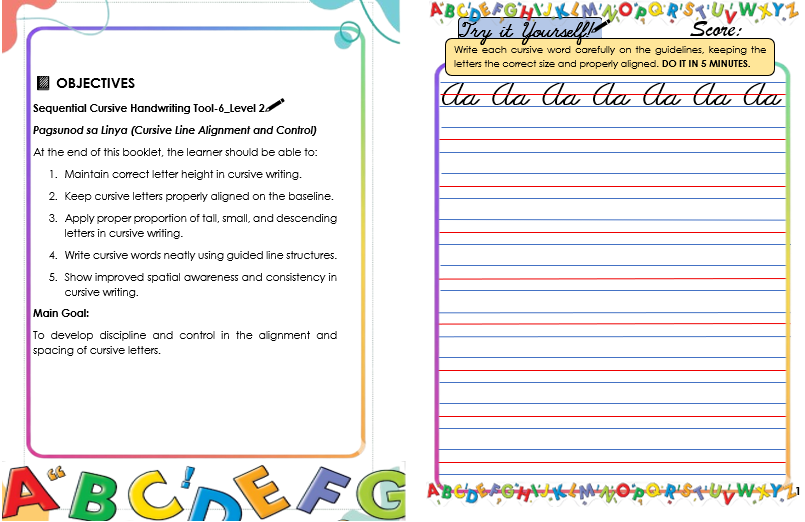 OBJECTIVES
Sequential Cursive Handwriting Tool-6_Level 2
Pagsunod sa Linya (Cursive Line Alignment and Control)
At the end of this booklet, the learner should be able to:
1. Maintain correct letter height in cursive writing.
2. Keep cursive letters properly aligned on the baseline.
3. Apply proper proportion of tall, small, and descending
letters in cursive writing.
4. Write cursive words neatly using guided line structures.
5. Show improved spatial awareness and consistency in
cursive writing.
Main Goal:
To develop discipline and control in the alignment and
spacing of cursive letters.
A B C D E F G
A B C D E F G H I J K L M N O P Q R S T U V W X Y Z
Try it Yourself!
Score:
Write each cursive word carefully on the guidelines, keeping the
letters the correct size and properly aligned. DO IT IN 5 MINUTES.
Aa Aa Aa Aa Aa Aa Aa
A B C D E F G H I J K L M N O P Q R S T U V W X Y Z
1